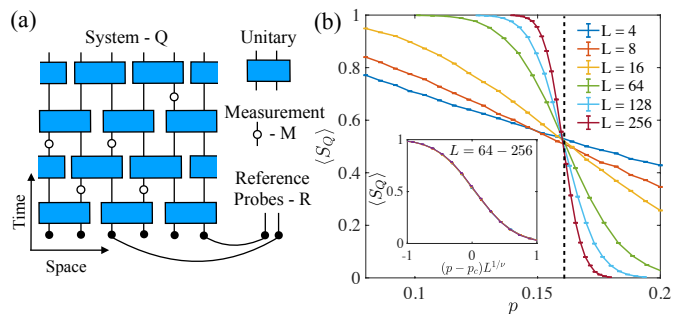 (a)
System - Q
Unitary
Measurement
- M
Reference
Probes - R
Time
Space
(b)
⟨S_Q⟩
1
0.8
0.6
0.4
0.2
0
0.1
0.15
0.2
p
L = 4
L = 8
L = 16
L = 64
L = 128
L = 256
L = 64 − 256
⟨S_Q⟩
1
0.5
0
-1
0
1
(p − p_c)L^{1/ν}